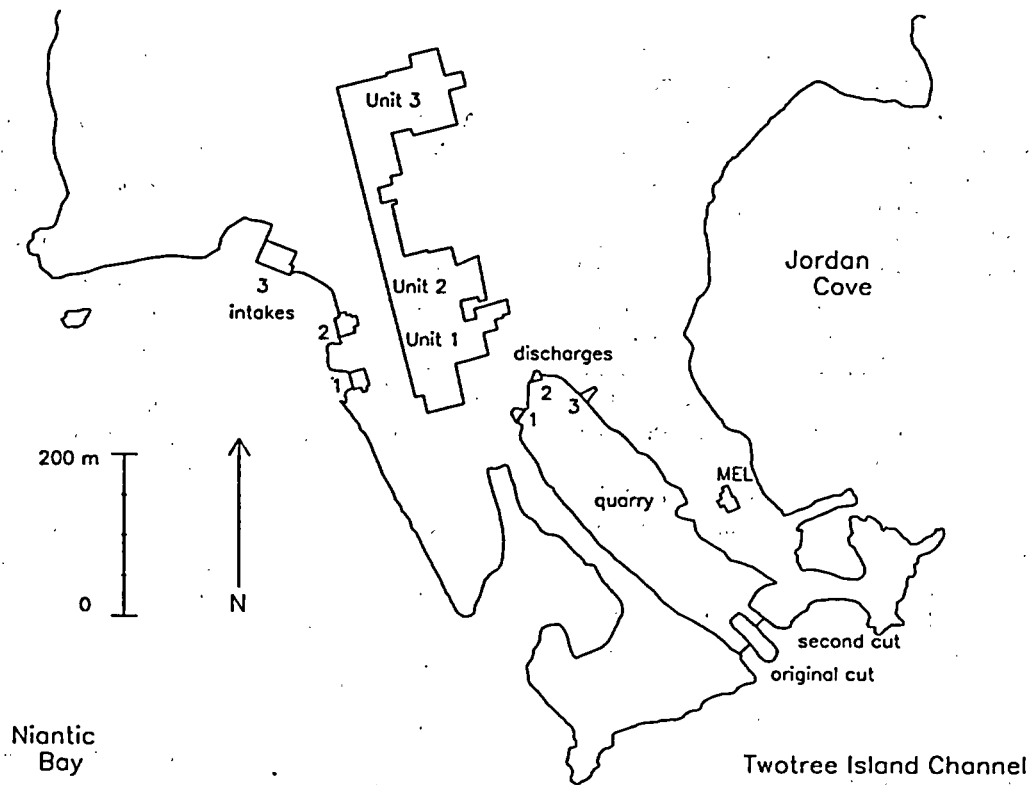 Unit 3
Jordan
Cove
3
intakes
Unit 2
2
Unit 1
discharges
1
2
3
1
200 m
MEL
quarry
0
N
second cut
original cut
Niantic
Bay
Twotree Island Channel